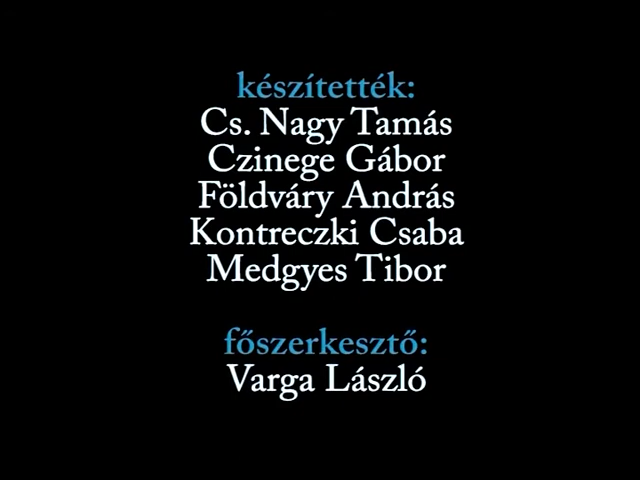 készítették:
Cs. Nagy Tamás
Czinege Gábor
Földváry András
Kontreczki Csaba
Medgyes Tibor
főszerkesztő:
Varga László